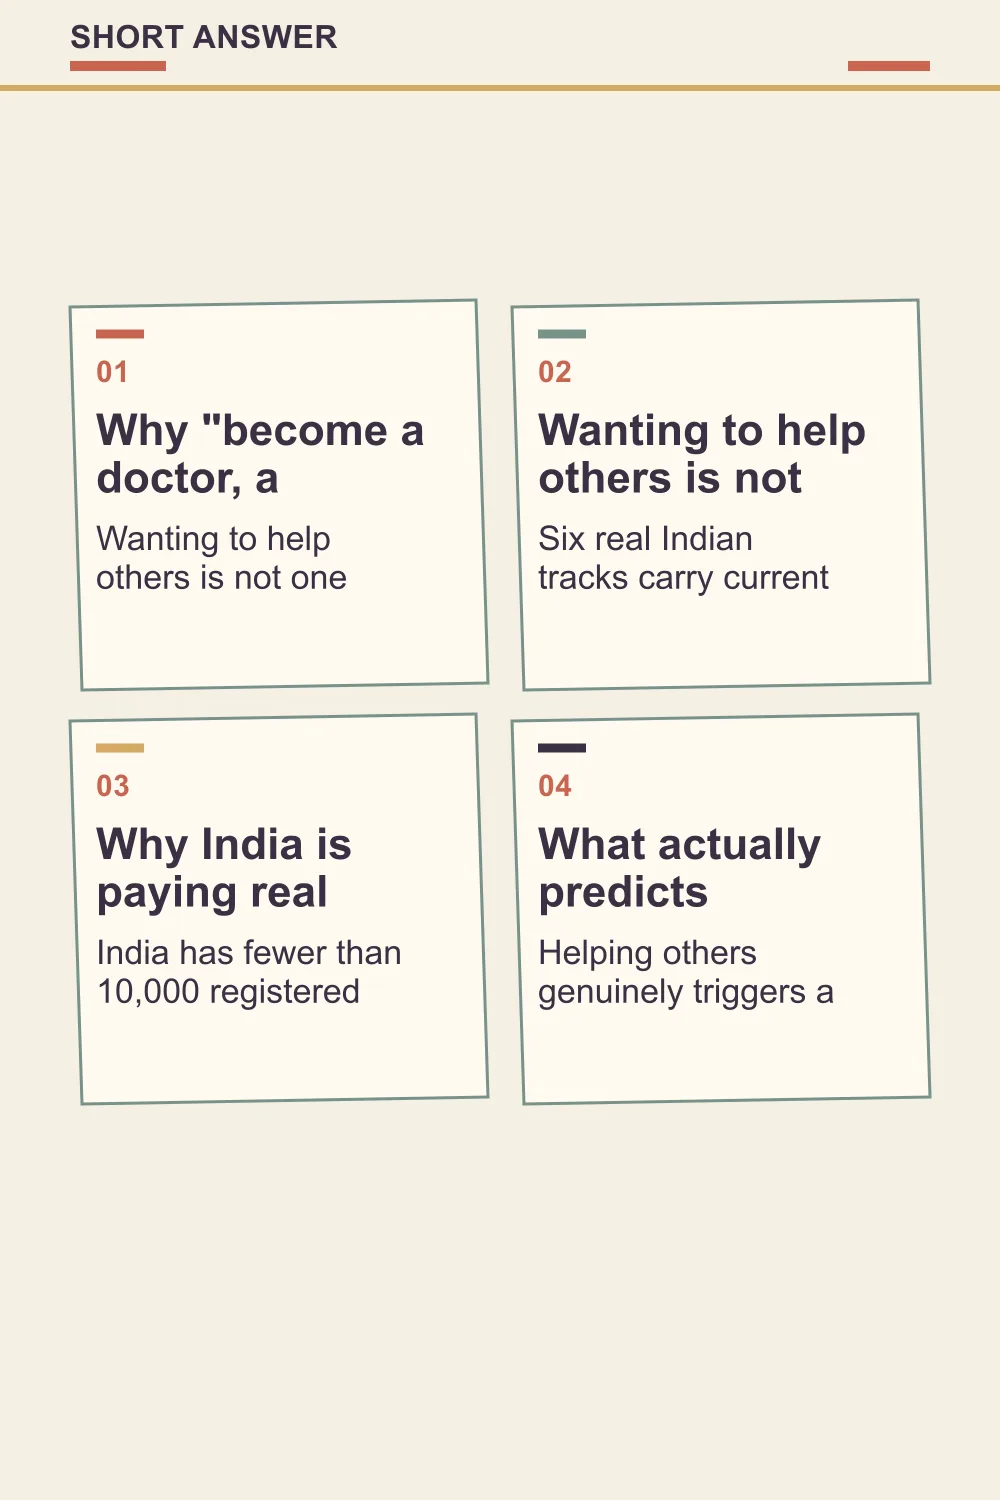 SHORT ANSWER
01
Why "become a
doctor, a
Wanting to help
others is not one
02
Wanting to help
others is not
Six real Indian
tracks carry current
03
Why India is
paying real
India has fewer than
10,000 registered
04
What actually
predicts
Helping others
genuinely triggers a